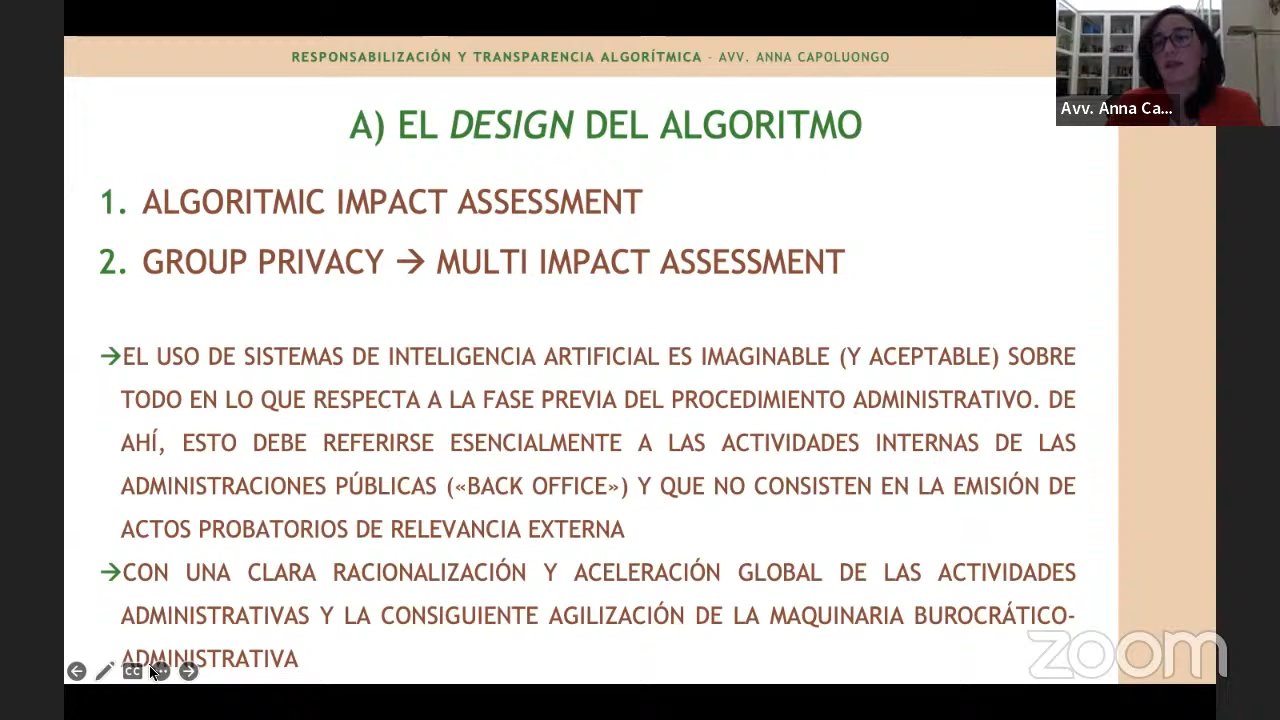 RESPONSABILIZACIÓN Y TRANSPARENCIA ALGORÍTMICA - AVV. ANNA CAPOLUONGO
Avv. Anna Ca...
A) EL DESIGN DEL ALGORITMO
1. ALGORITMIC IMPACT ASSESSMENT
2. GROUP PRIVACY → MULTI IMPACT ASSESSMENT
→EL USO DE SISTEMAS DE INTELIGENCIA ARTIFICIAL ES IMAGINABLE (Y ACEPTABLE) SOBRE
TODO EN LO QUE RESPECTA A LA FASE PREVIA DEL PROCEDIMIENTO ADMINISTRATIVO. DE
AHÍ, ESTO DEBE REFERIRSE ESENCIALMENTE A LAS ACTIVIDADES INTERNAS DE LAS
ADMINISTRACIONES PÚBLICAS («BACK OFFICE») Y QUE NO CONSISTEN EN LA EMISIÓN DE
ACTOS PROBATORIOS DE RELEVANCIA EXTERNA
→CON UNA CLARA RACIONALIZACIÓN Y ACELERACIÓN GLOBAL DE LAS ACTIVIDADES
ADMINISTRATIVAS Y LA CONSIGUIENTE AGILIZACIÓN DE LA MAQUINARIA BUROCRÁTICO-
ADMINISTRATIVA
CC
zoom